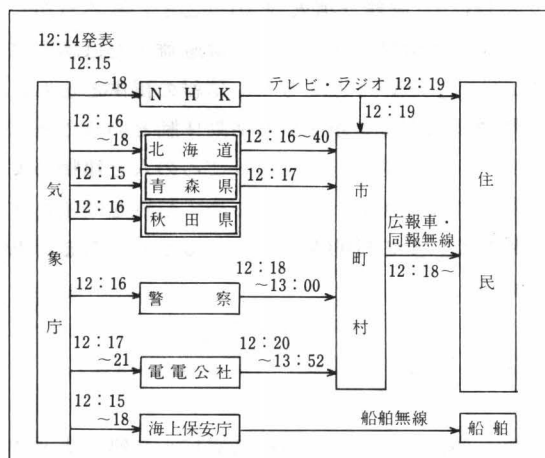 12:14発表
12:15
～18
NHK
テレビ・ラジオ 12:19
12:19
12:16
～18
北海道
12:16～40
12:15
青森県
12:17
12:16
秋田県
気象庁
市町村
住民
広報車・
同報無線
12:18～
12:16
警察
12:18
～13:00
12:17
～21
電電公社
12:20
～13:52
12:15
～18
海上保安庁
船舶無線
船舶